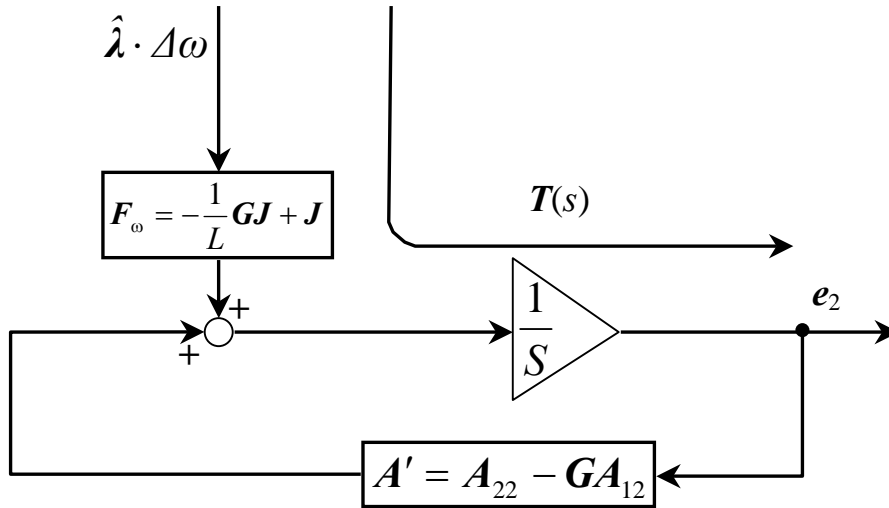 λ̂ · Δω
F_ω = -1/L GJ + J
T(s)
+
+
1/S
e₂
A′ = A₂₂ − GA₁₂